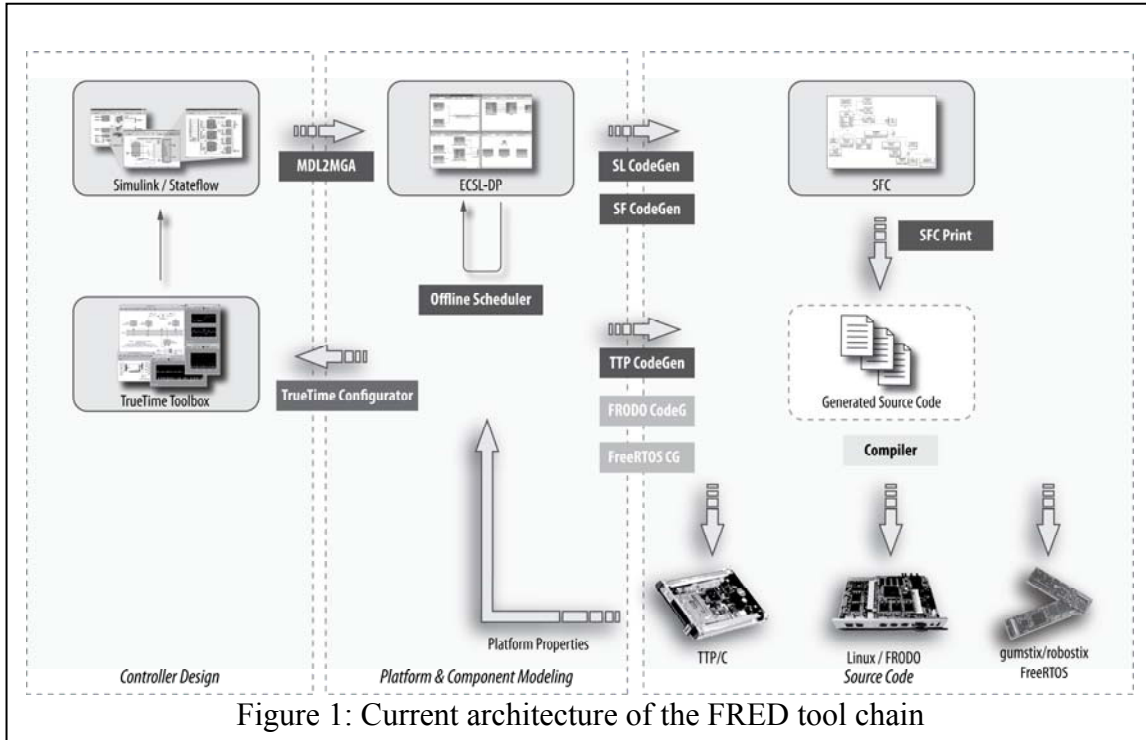 Simulink / Stateflow
MDL2MGA
ECSL-DP
SL CodeGen
SF CodeGen
SFC
SFC Print
Offline Scheduler
TrueTime Toolbox
TrueTime Configurator
TTP CodeGen
FRODO CodeG
FreeRTOS CG
Generated Source Code
Compiler
Platform Properties
TTP/C
Linux / FRODO
gumstix/robostix
FreeRTOS
Controller Design
Platform & Component Modeling
Source Code
Figure 1: Current architecture of the FRED tool chain